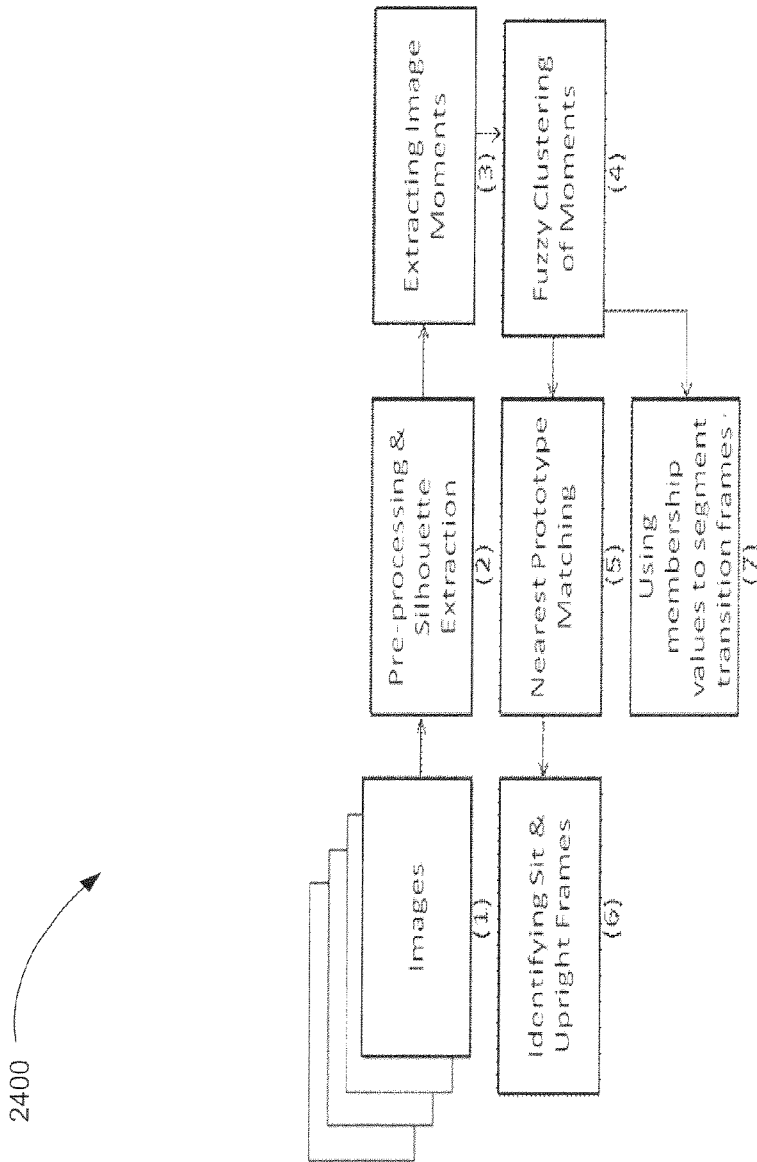 2400
Images
(1)
Pre-processing &
Silhouette
Extraction
(2)
Extracting Image
Moments
(3)
Fuzzy Clustering
of Moments
(4)
Nearest Prototype
Matching
(5)
Identifying Sit &
Upright Frames
(6)
Using
membership
values to segment
transition frames
(7)